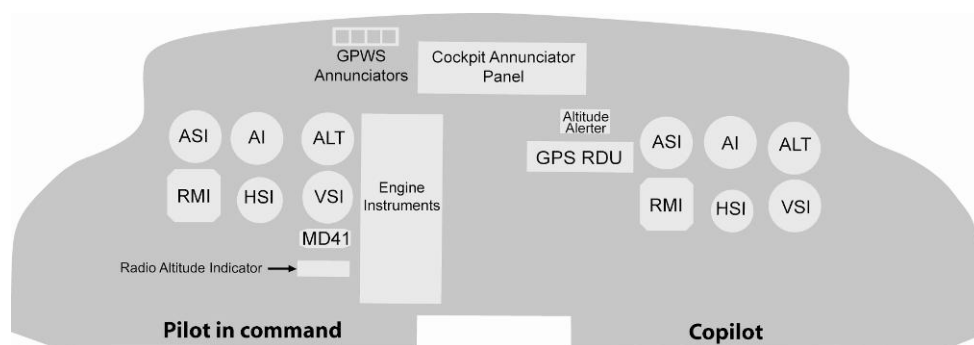 GPWS
Annunciators
Cockpit Annunciator
Panel
Altitude
Alerter
ASI
AI
ALT
Engine
Instruments
GPS RDU
ASI
AI
ALT
RMI
HSI
VSI
RMI
HSI
VSI
MD41
Radio Altitude Indicator
Pilot in command
Copilot